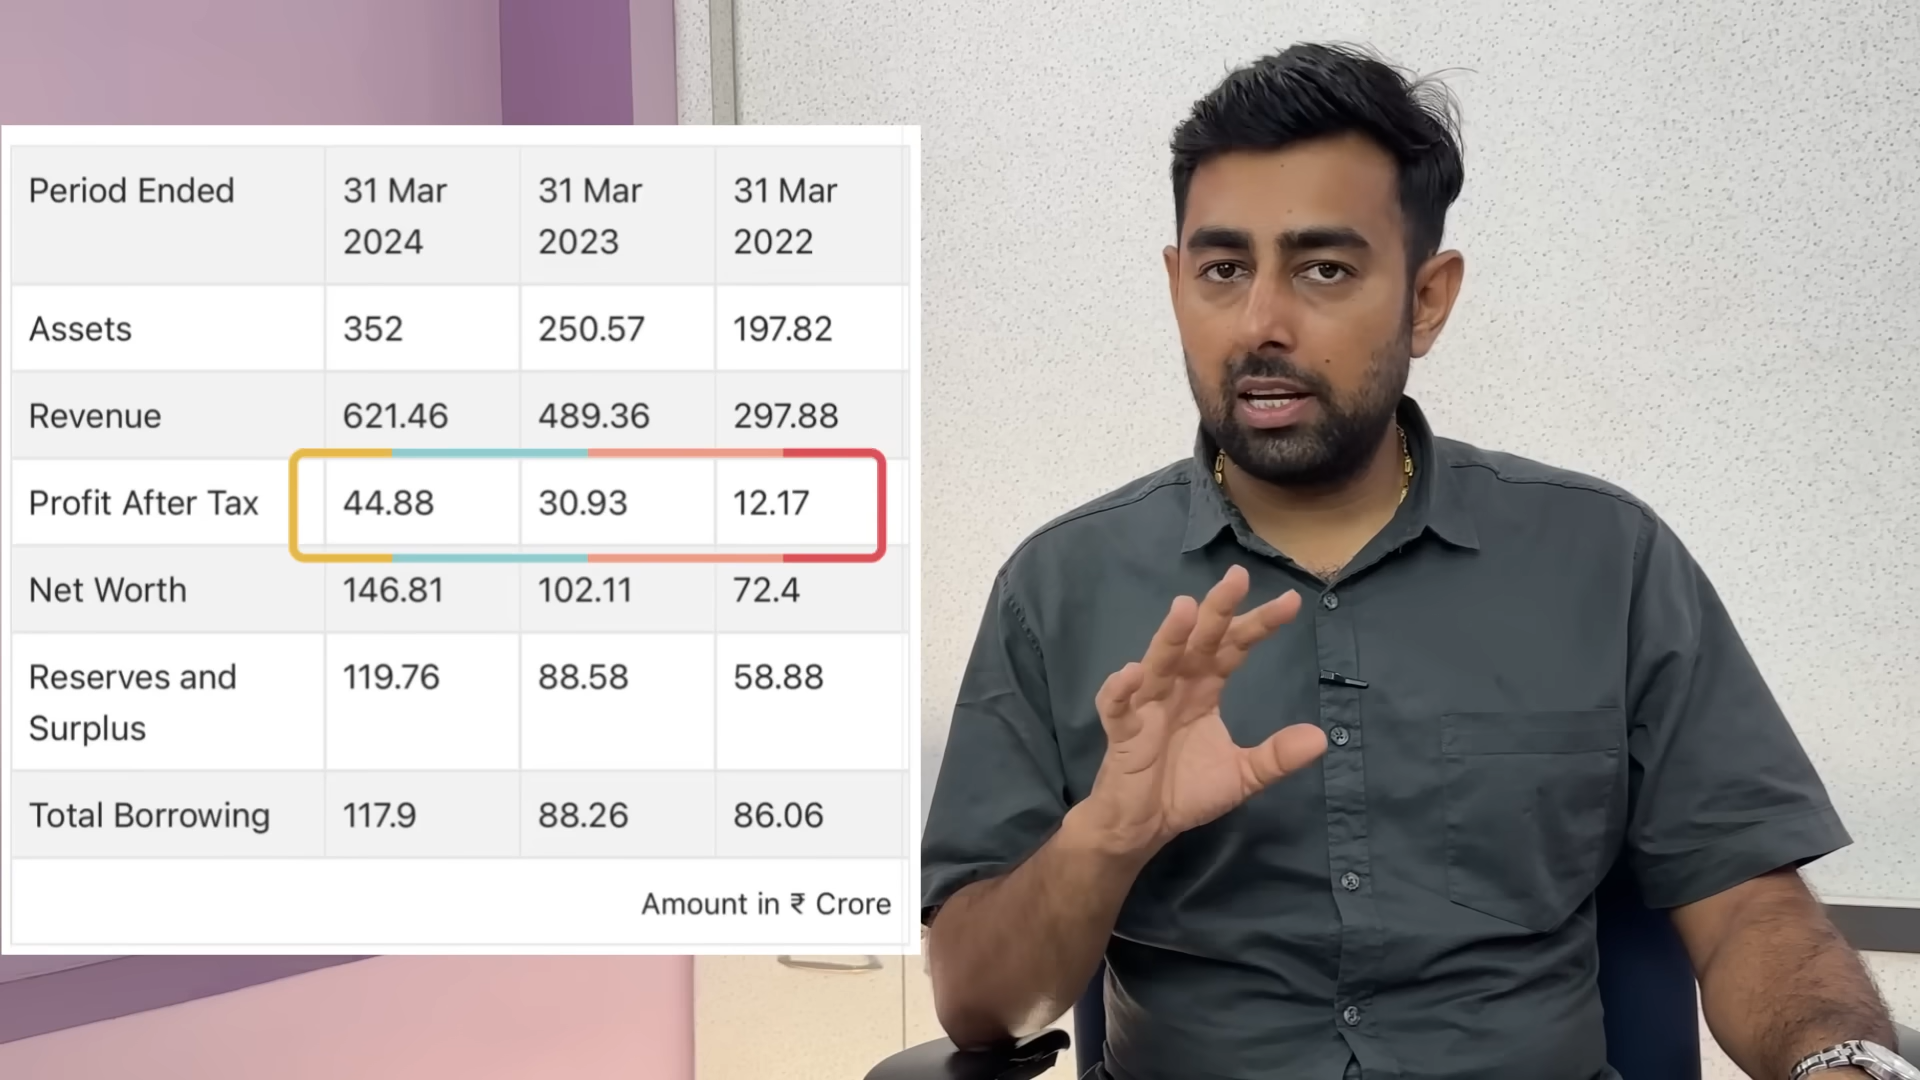 Period Ended 31 Mar 2024 31 Mar 2023 31 Mar 2022
Assets 352 250.57 197.82
Revenue 621.46 489.36 297.88
Profit After Tax 44.88 30.93 12.17
Net Worth 146.81 102.11 72.4
Reserves and Surplus 119.76 88.58 58.88
Total Borrowing 117.9 88.26 86.06
Amount in ₹ Crore